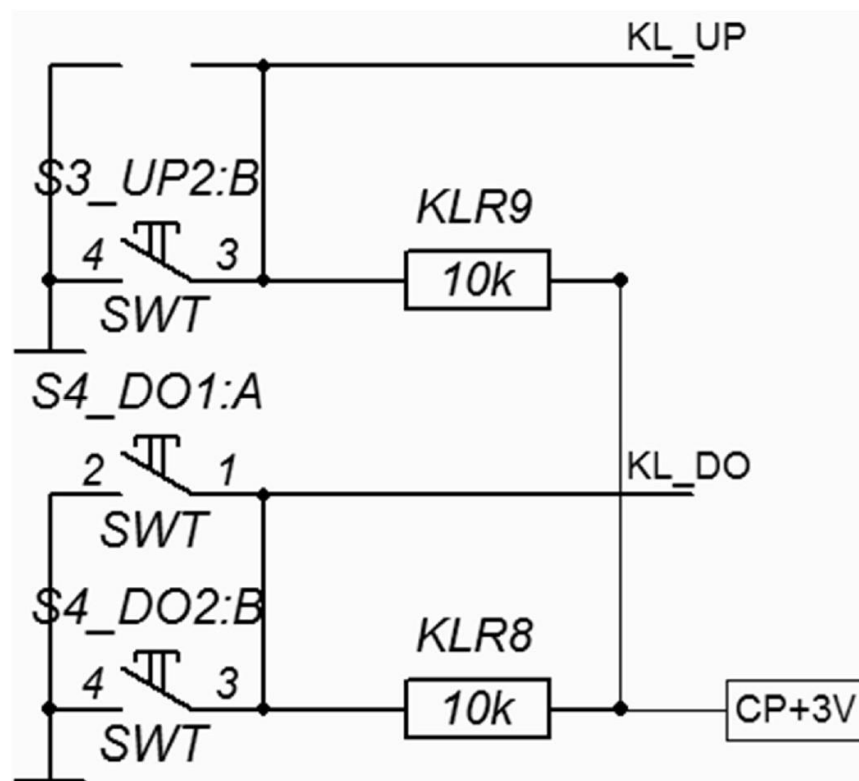 KL_UP
S3_UP2:B
KLR9
4 3
10k
SWT
S4_DO1:A
2 1
KL_DO
SWT
S4_DO2:B
KLR8
4 3
10k
CP+3V
SWT